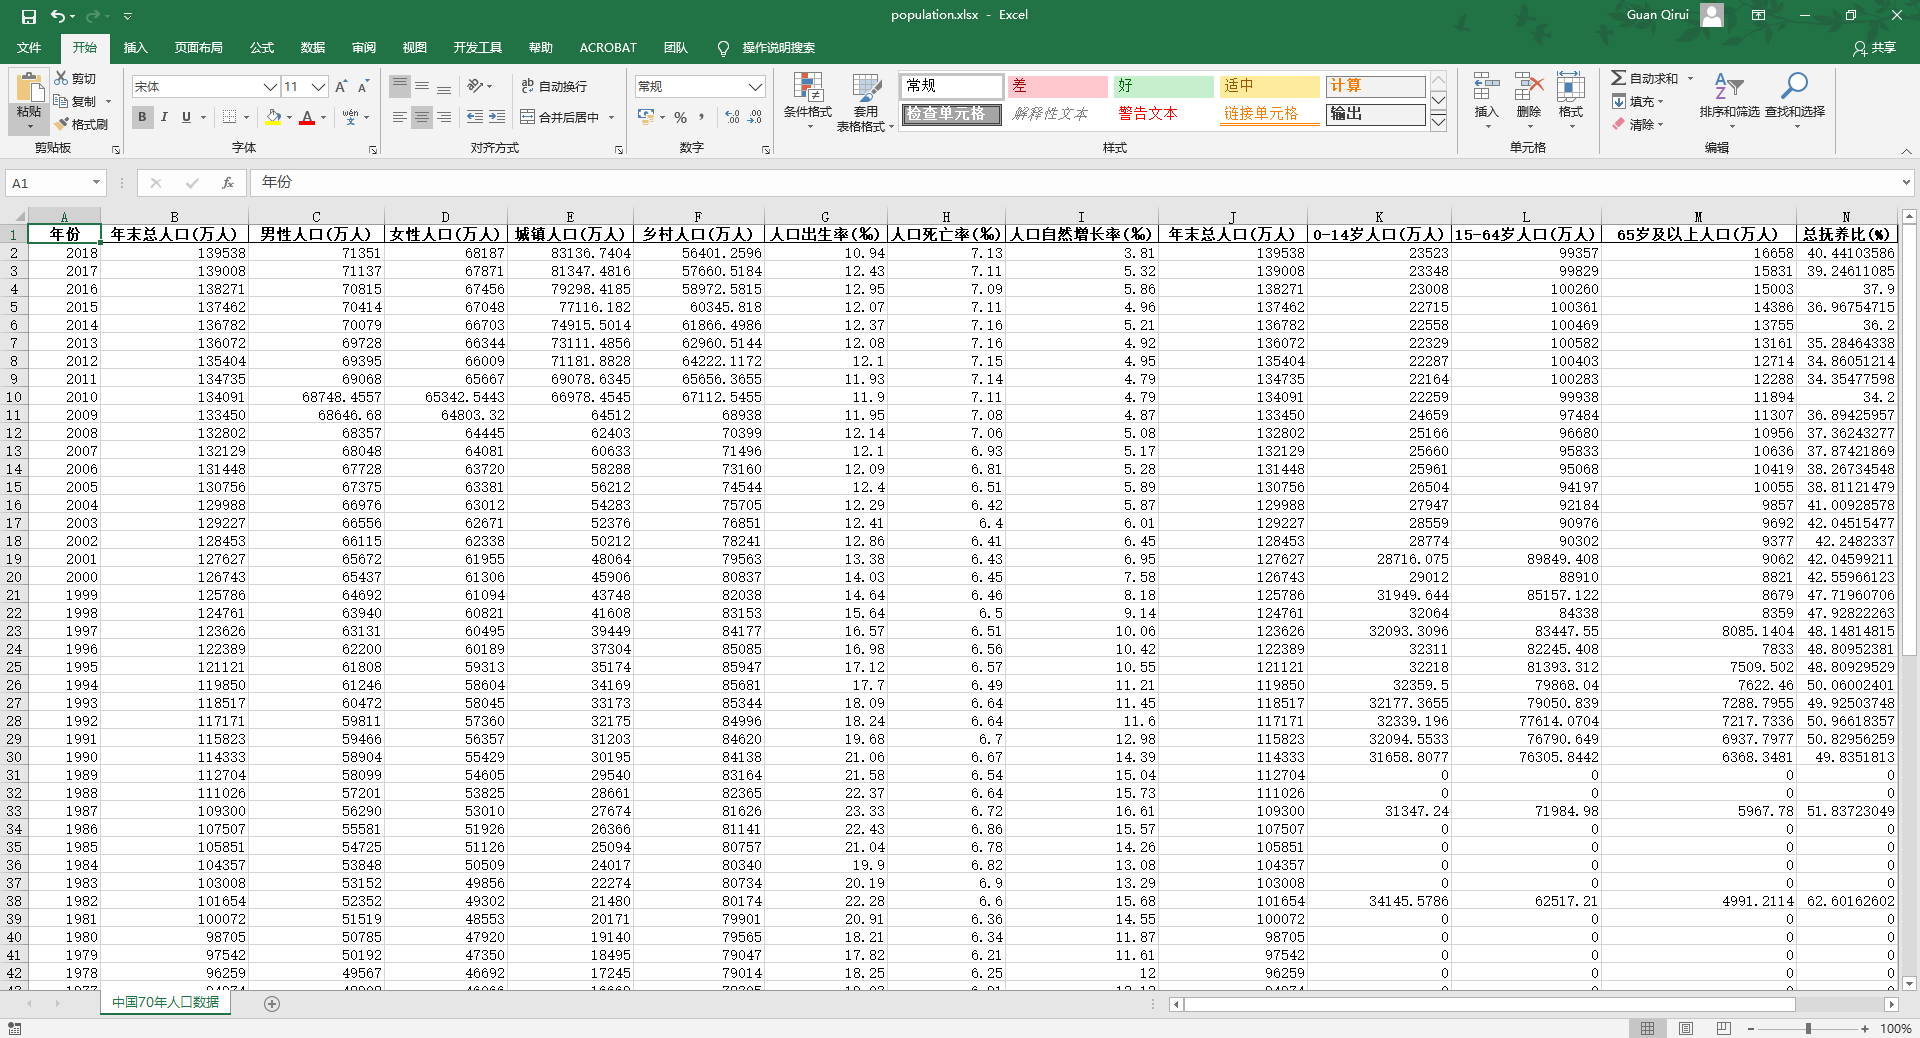 population.xlsx - Excel Guan Qirui
文件 开始 插入 页面布局 公式 数据 审阅 视图 开发工具 帮助 ACROBAT 团队 操作说明搜索 共享
粘贴 剪切 复制 格式刷 剪贴板
宋体 11 B I U A 字体
自动换行 合并后居中 对齐方式
常规 % 数字
条件格式 套用表格格式 常规 差 好 适中 计算
检查单元格 解释性文本 警告文本 链接单元格 输出 样式
插入 删除 格式 单元格
自动求和 填充 清除 排序和筛选 查找和选择 编辑
A1 fx 年份
A B C D E F G H I J K L M N
1 年份 年末总人口(万人) 男性人口(万人) 女性人口(万人) 城镇人口(万人) 乡村人口(万人) 人口出生率(‰) 人口死亡率(‰) 人口自然增长率(‰) 年末总人口(万人) 0-14岁人口(万人) 15-64岁人口(万人) 65岁及以上人口(万人) 总抚养比(%)
2 2018 139538 71351 68187 83136.7404 56401.2596 10.94 7.13 3.81 139538 23523 99357 16658 40.44103586
3 2017 139008 71137 67871 81347.4816 57660.5184 12.43 7.11 5.32 139008 23348 99829 15831 39.24611085
4 2016 138271 70815 67456 79298.4185 58972.5815 12.95 7.09 5.86 138271 23008 100260 15003 37.9
5 2015 137462 70414 67048 77116.182 60345.818 12.07 7.11 4.96 137462 22715 100361 14386 36.96754715
6 2014 136782 70079 66703 74915.5014 61866.4986 12.37 7.16 5.21 136782 22558 100469 13755 36.2
7 2013 136072 69728 66344 73111.4856 62960.5144 12.08 7.16 4.92 136072 22329 100582 13161 35.28464338
8 2012 135404 69395 66009 71181.8828 64222.1172 12.1 7.15 4.95 135404 22287 100403 12714 34.86051214
9 2011 134735 69068 65667 69078.6345 65656.3655 11.93 7.14 4.79 134735 22164 100283 12288 34.35477598
10 2010 134091 68748.4557 65342.5443 66978.4545 67112.5455 11.9 7.11 4.79 134091 22259 99938 11894 34.2
11 2009 133450 68646.68 64803.32 64512 68938 11.95 7.08 4.87 133450 24659 97484 11307 36.89425957
12 2008 132802 68357 64445 62403 70399 12.14 7.06 5.08 132802 25166 96680 10956 37.36243277
13 2007 132129 68048 64081 60633 71496 12.1 6.93 5.17 132129 25660 95833 10636 37.87421869
14 2006 131448 67728 63720 58288 73160 12.09 6.81 5.28 131448 25961 95068 10419 38.26734548
15 2005 130756 67375 63381 56212 74544 12.4 6.51 5.89 130756 26504 94197 10055 38.81121479
16 2004 129988 66976 63012 54283 75705 12.29 6.42 5.87 129988 27947 92184 9857 41.00928578
17 2003 129227 66556 62671 52376 76851 12.41 6.4 6.01 129227 28559 90976 9692 42.04515477
18 2002 128453 66115 62338 50212 78241 12.86 6.41 6.45 128453 28774 90302 9377 42.2482337
19 2001 127627 65672 61955 48064 79563 13.38 6.43 6.95 127627 28716.075 89849.408 9062 42.04599211
20 2000 126743 65437 61306 45906 80837 14.03 6.45 7.58 126743 29012 88910 8821 42.55966123
21 1999 125786 64692 61094 43748 82038 14.64 6.46 8.18 125786 31949.644 85157.122 8679 47.71960706
22 1998 124761 63940 60821 41608 83153 15.64 6.5 9.14 124761 32064 84338 8359 47.92822263
23 1997 123626 63131 60495 39449 84177 16.57 6.51 10.06 123626 32093.3096 83447.55 8085.1404 48.14814815
24 1996 122389 62200 60189 37304 85085 16.98 6.56 10.42 122389 32311 82245.408 7833 48.80952381
25 1995 121121 61808 59313 35174 85947 17.12 6.57 10.55 121121 32218 81393.312 7509.502 48.80929529
26 1994 119850 61246 58604 34169 85681 17.7 6.49 11.21 119850 32359.5 79868.04 7622.46 50.06002401
27 1993 118517 60472 58045 33173 85344 18.09 6.64 11.45 118517 32177.3655 79050.839 7288.7955 49.92503748
28 1992 117171 59811 57360 32175 84996 18.24 6.64 11.6 117171 32339.196 77614.0704 7217.7336 50.96618357
29 1991 115823 59466 56357 31203 84620 19.68 6.7 12.98 115823 32094.5533 76790.649 6937.7977 50.82956259
30 1990 114333 58904 55429 30195 84138 21.06 6.67 14.39 114333 31658.8077 76305.8442 6368.3481 49.8351813
31 1989 112704 58099 54605 29540 83164 21.58 6.54 15.04 112704 0 0 0 0
32 1988 111026 57201 53825 28661 82365 22.37 6.64 15.73 111026 0 0 0 0
33 1987 109300 56290 53010 27674 81626 23.33 6.72 16.61 109300 31347.24 71984.98 5967.78 51.83723049
34 1986 107507 55581 51926 26366 81141 22.43 6.86 15.57 107507 0 0 0 0
35 1985 105851 54725 51126 25094 80757 21.04 6.78 14.26 105851 0 0 0 0
36 1984 104357 53848 50509 24017 80340 19.9 6.82 13.08 104357 0 0 0 0
37 1983 103008 53152 49856 22274 80734 20.19 6.9 13.29 103008 0 0 0 0
38 1982 101654 52352 49302 21480 80174 22.28 6.6 15.68 101654 34145.5786 62517.21 4991.2114 62.60162602
39 1981 100072 51519 48553 20171 79901 20.91 6.36 14.55 100072 0 0 0 0
40 1980 98705 50785 47920 19140 79565 18.21 6.34 11.87 98705 0 0 0 0
41 1979 97542 50192 47350 18495 79047 17.82 6.21 11.61 97542 0 0 0 0
42 1978 96259 49567 46692 17245 79014 18.25 6.25 12 96259 0 0 0 0
中国70年人口数据
100%